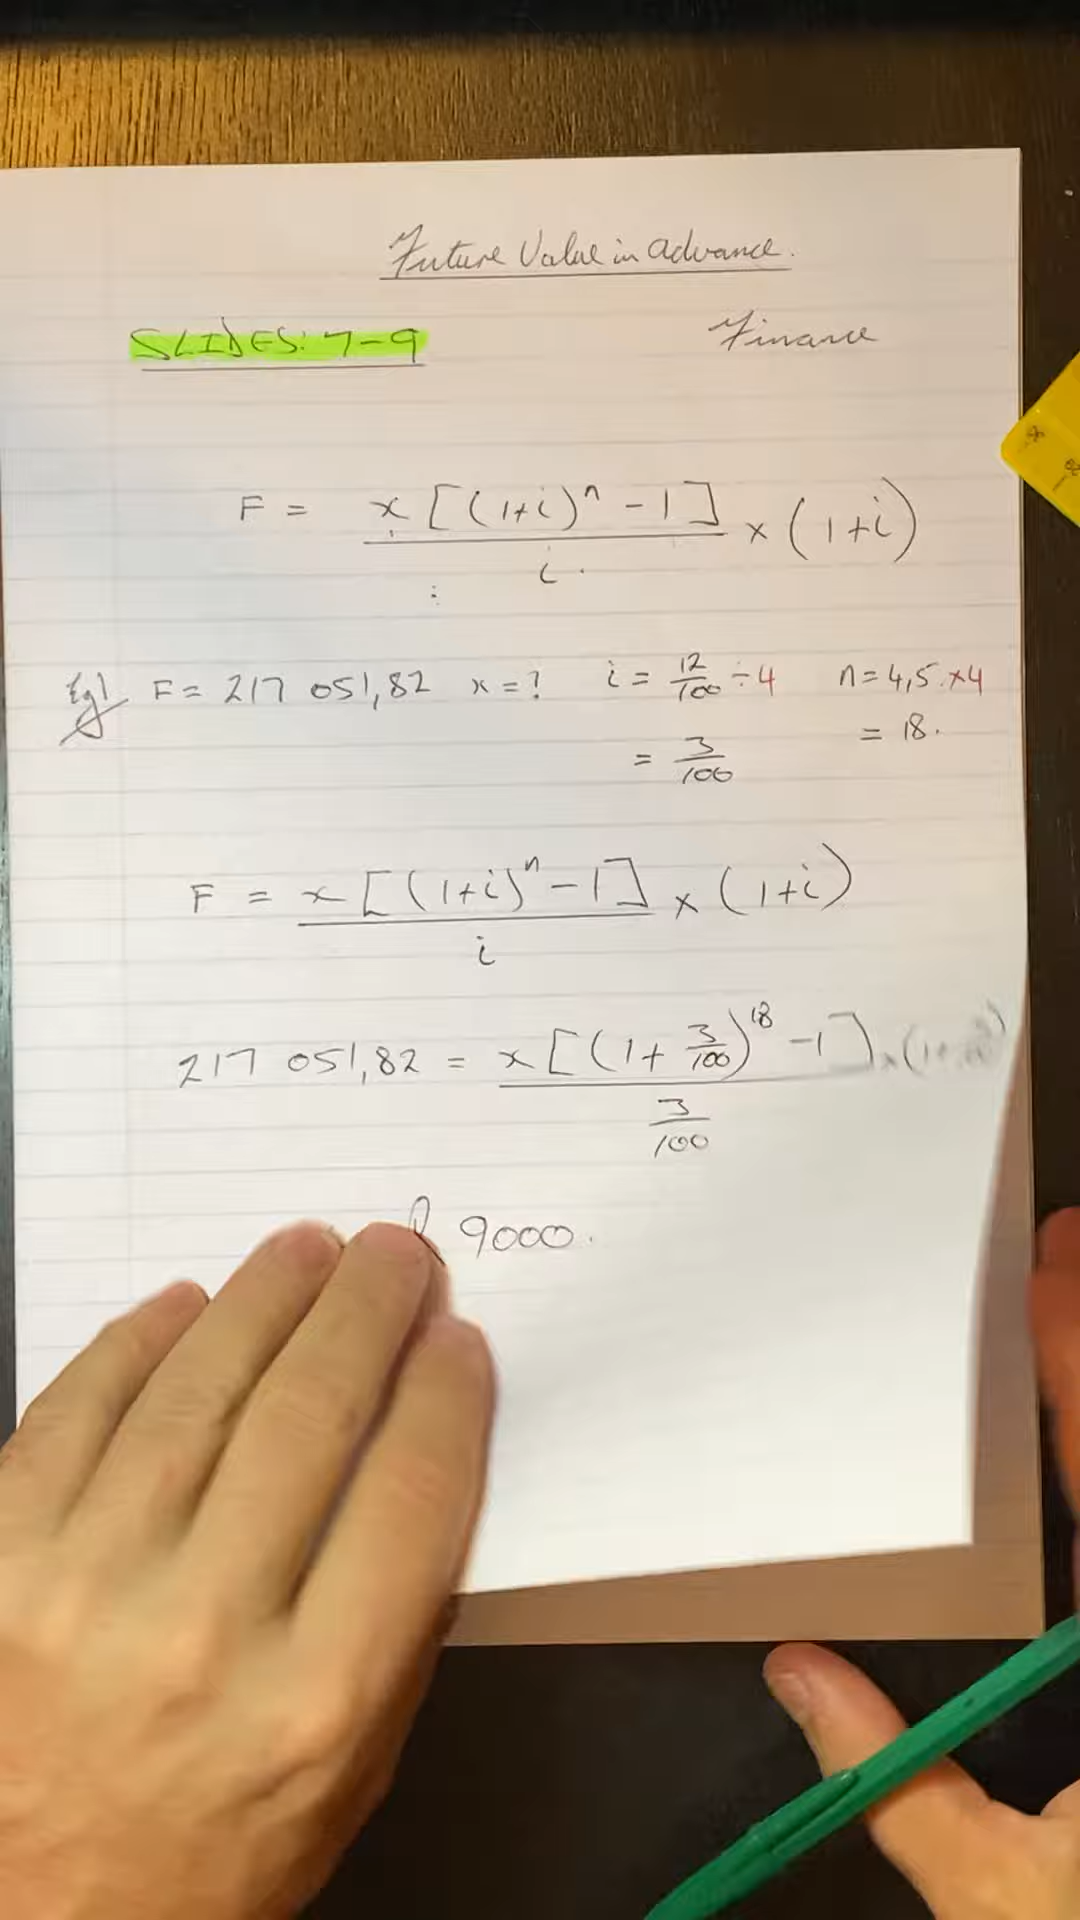 Future Value in advance.
SLIDES: 7-9
Finance
F = x[(1+i)^n - 1] / i × (1+i)
Eg1 F = 217 051,82 x = ? i = 12/100 ÷ 4 n = 4,5 × 4
= 3/100 = 18.
F = x[(1+i)^n - 1] / i × (1+i)
217 051,82 = x[(1 + 3/100)^18 - 1] / 3/100 × (1+
9000.